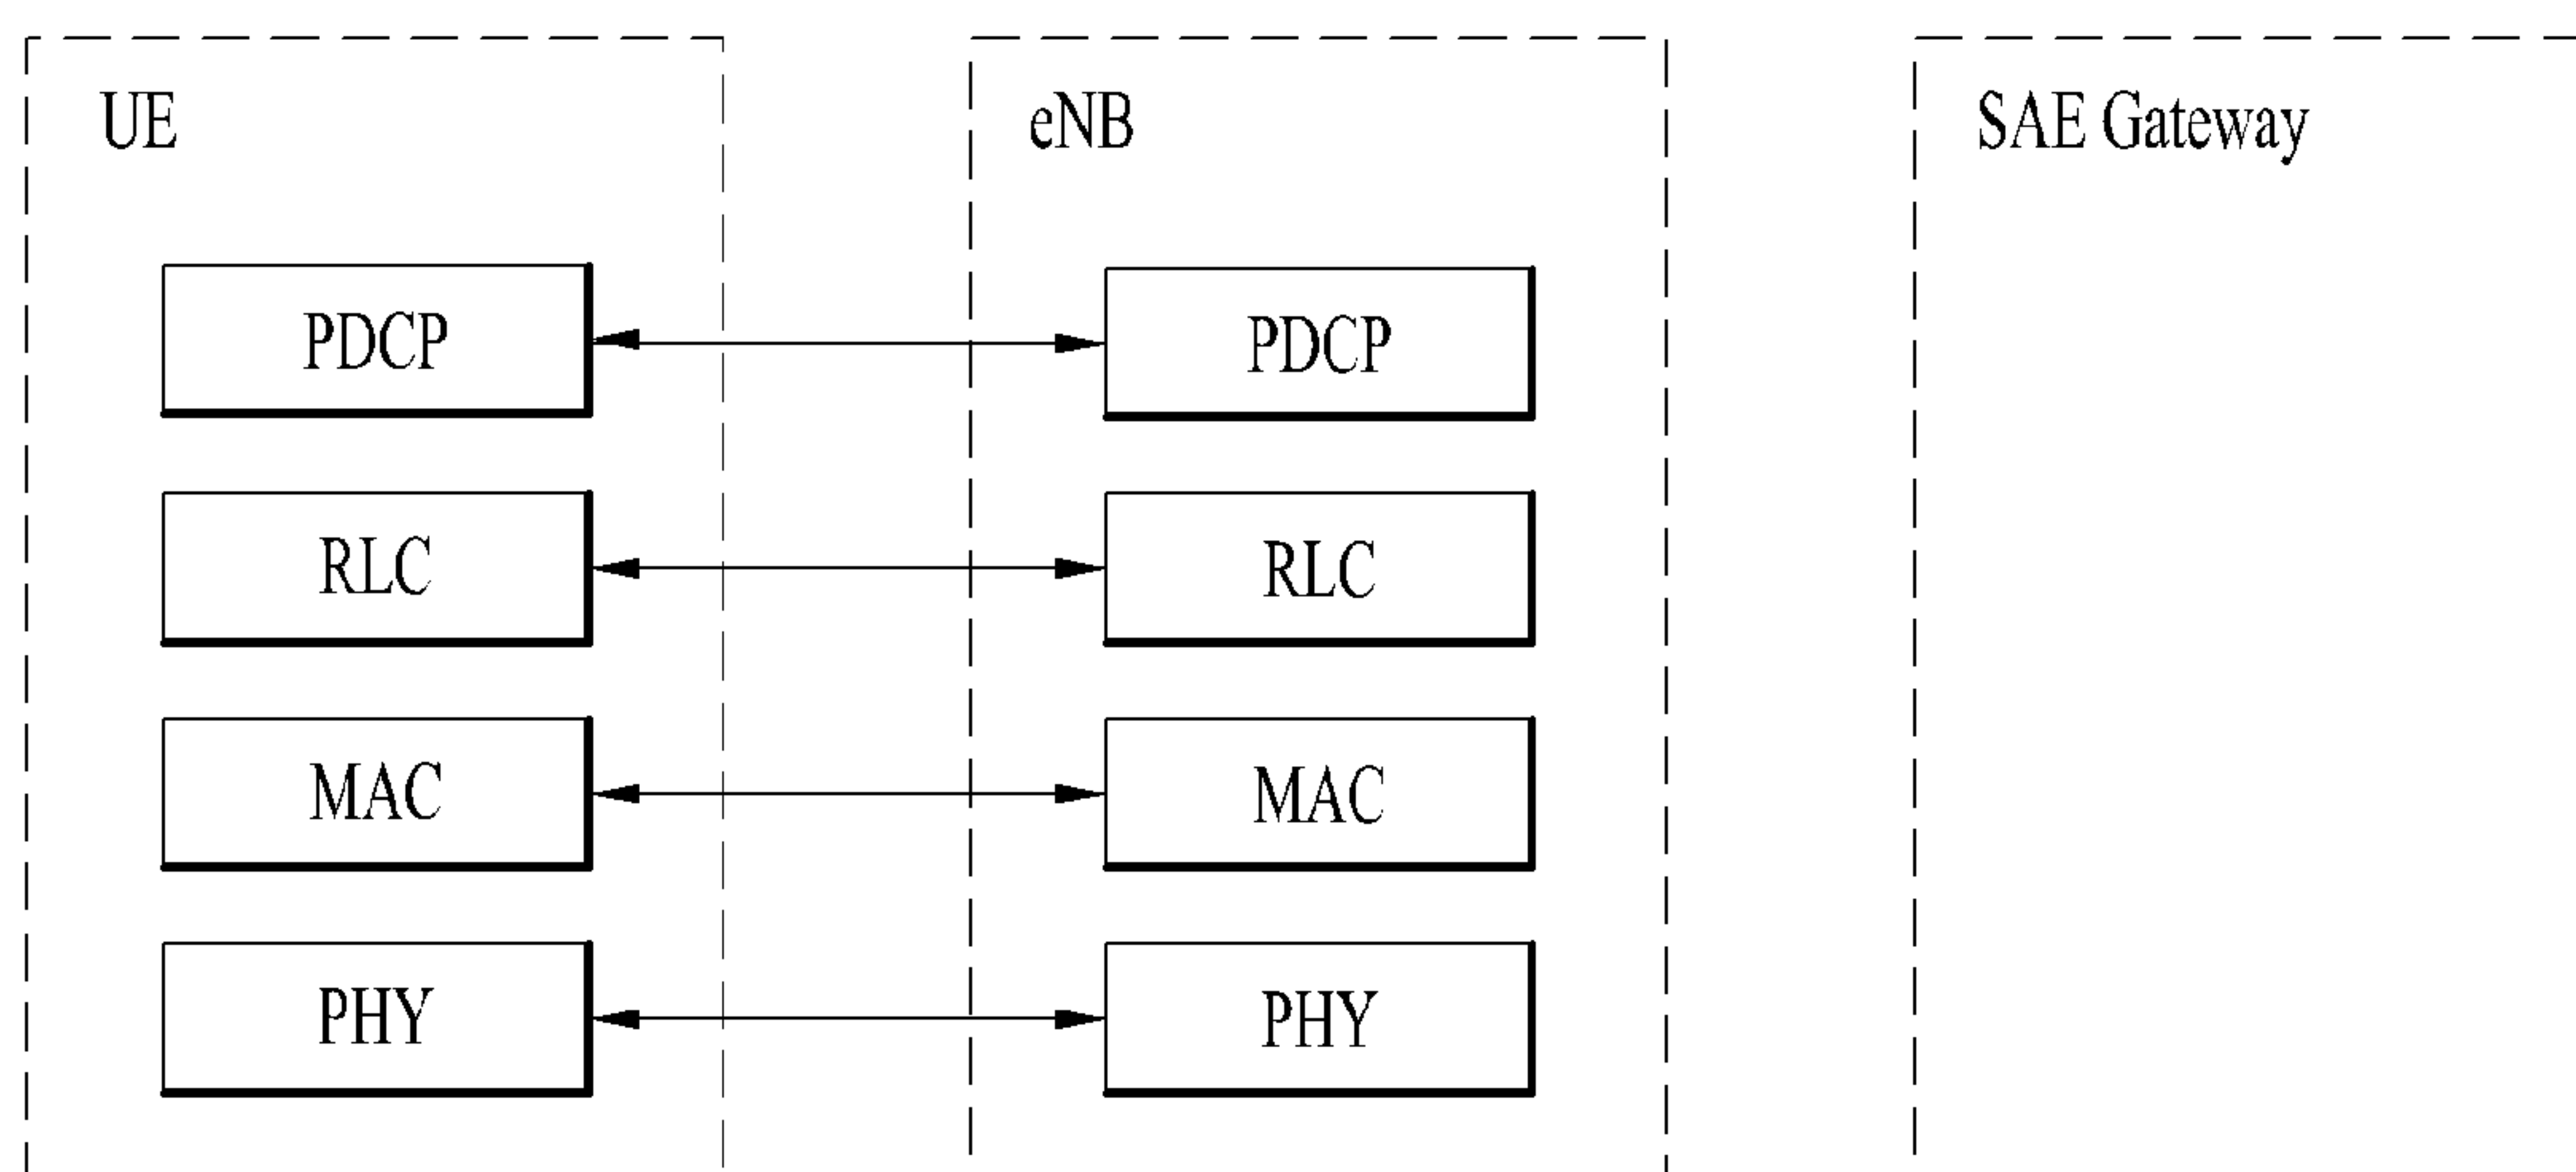 UE
eNB
SAE Gateway
PDCP
PDCP
RLC
RLC
MAC
MAC
PHY
PHY